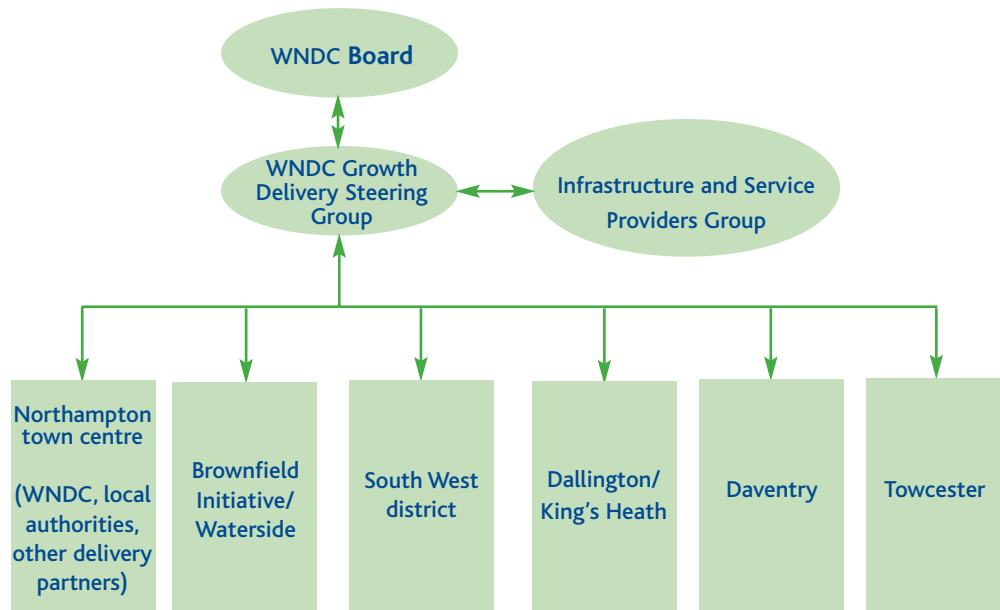 WNDC Board
WNDC Growth
Delivery Steering
Group
Infrastructure and Service
Providers Group
Northampton
town centre
(WNDC, local
authorities,
other delivery
partners)
Brownfield
Initiative/
Waterside
South West
district
Dallington/
King's Heath
Daventry
Towcester